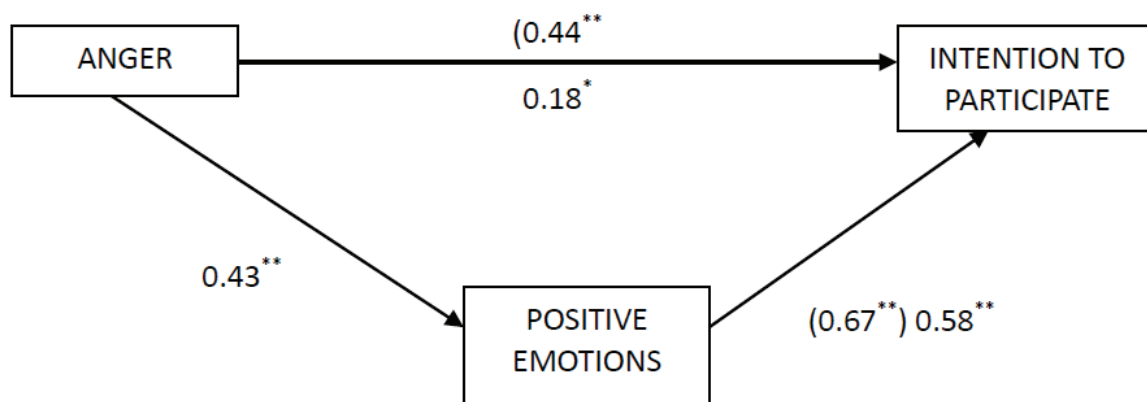 ANGER
(0.44**
0.18*
INTENTION TO
PARTICIPATE
0.43**
POSITIVE
EMOTIONS
(0.67**) 0.58**